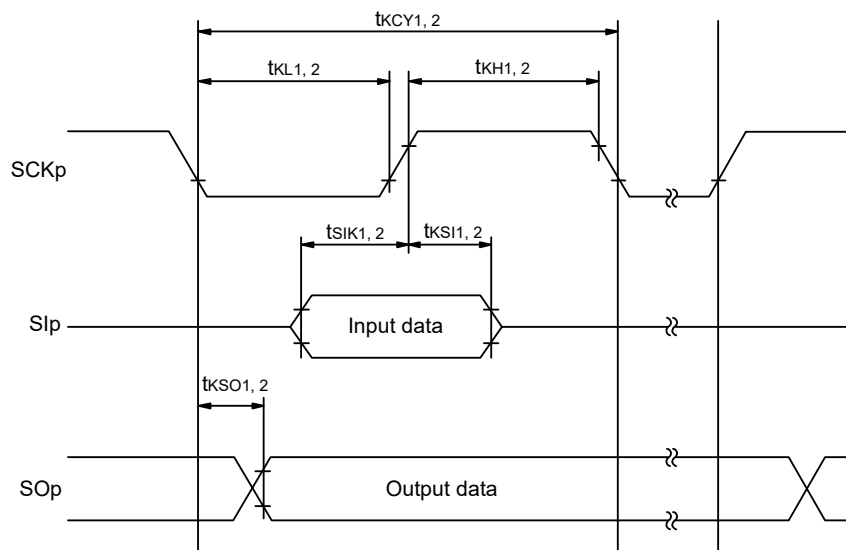 tKCY1, 2
tKL1, 2
tKH1, 2
SCKp
tSIK1, 2
tKSI1, 2
SIp
Input data
tKSO1, 2
SOp
Output data